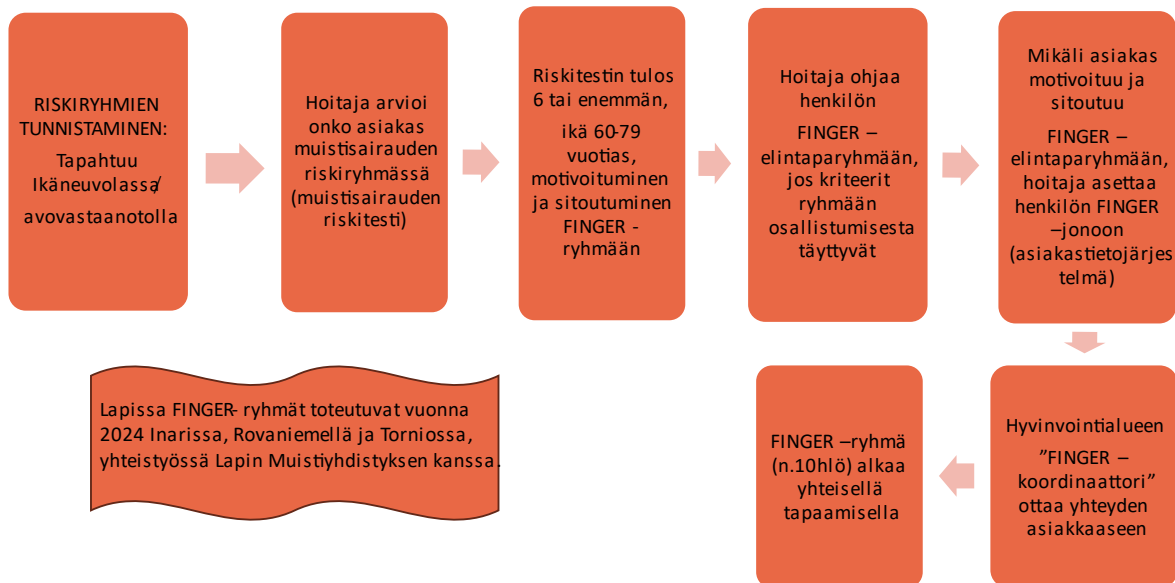 RISKIRYHMIEN
TUNNISTAMINEN:
Tapahtuu
Ikäneuvolassa/
avovastaanotolla
Hoitaja arvioi
onko asiakas
muistisairauden
riskiryhmässä
(muistisairauden
riskitesti)
Riskitestin tulos
6 tai enemmän,
ikä 60-79
vuotias,
motivoituminen
ja sitoutuminen
FINGER -
ryhmään
Hoitaja ohjaa
henkilön
FINGER –
elintaparyhmään,
jos kriteerit
ryhmään
osallistumisesta
täyttyvät
Mikäli asiakas
motivoituu ja
sitoutuu
FINGER –
elintaparyhmään,
hoitaja asettaa
henkilön FINGER
–jonoon
(asiakastietojärjes
telmä)
Hyvinvointialueen
”FINGER –
koordinaattori”
ottaa yhteyden
asiakkaaseen
FINGER –ryhmä
(n.10hlö) alkaa
yhteisellä
tapaamisella
Lapissa FINGER- ryhmät toteutuvat vuonna
2024 Inarissa, Rovaniemellä ja Torniossa,
yhteistyössä Lapin Muistiyhdistyksen kanssa.